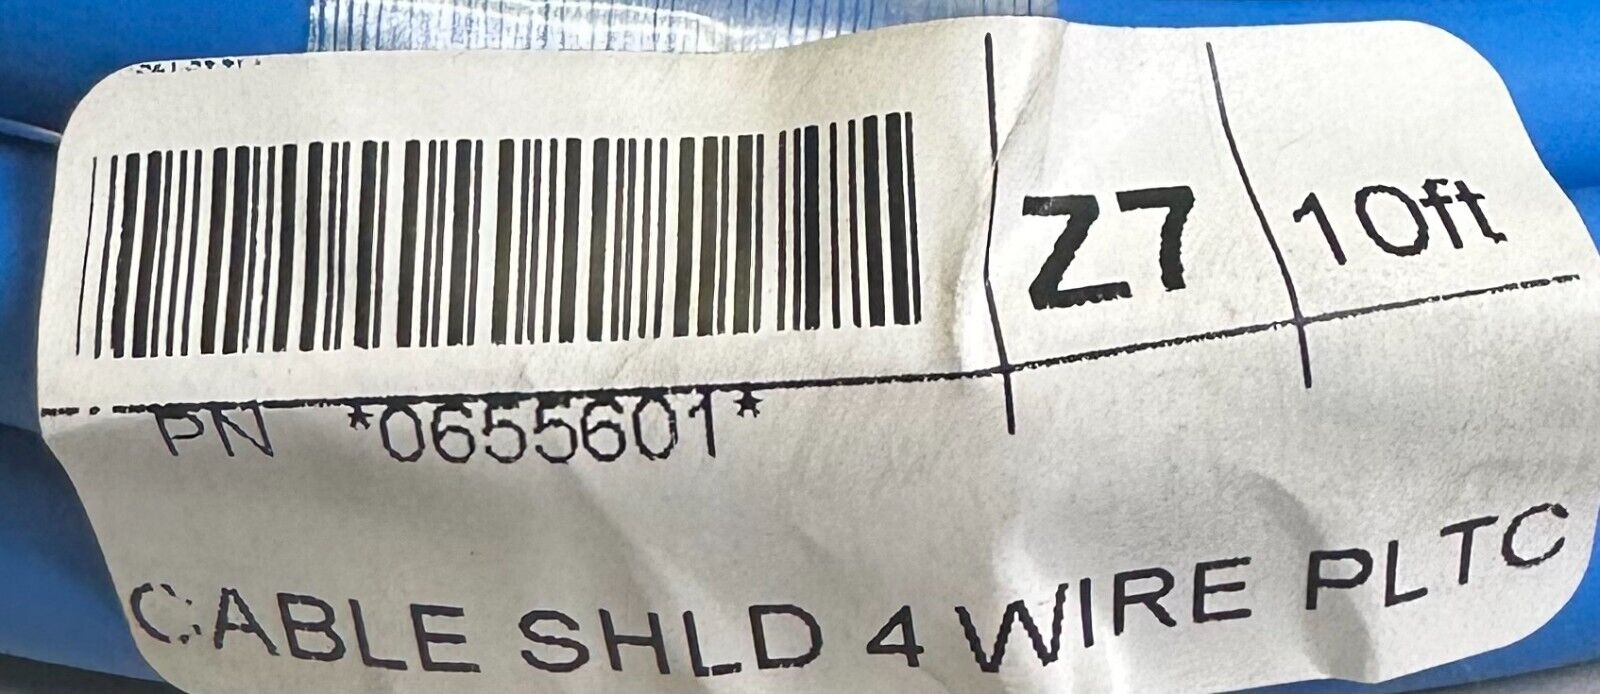 Z7
10ft
PN *0655601*
CABLE SHLD 4 WIRE PLTC